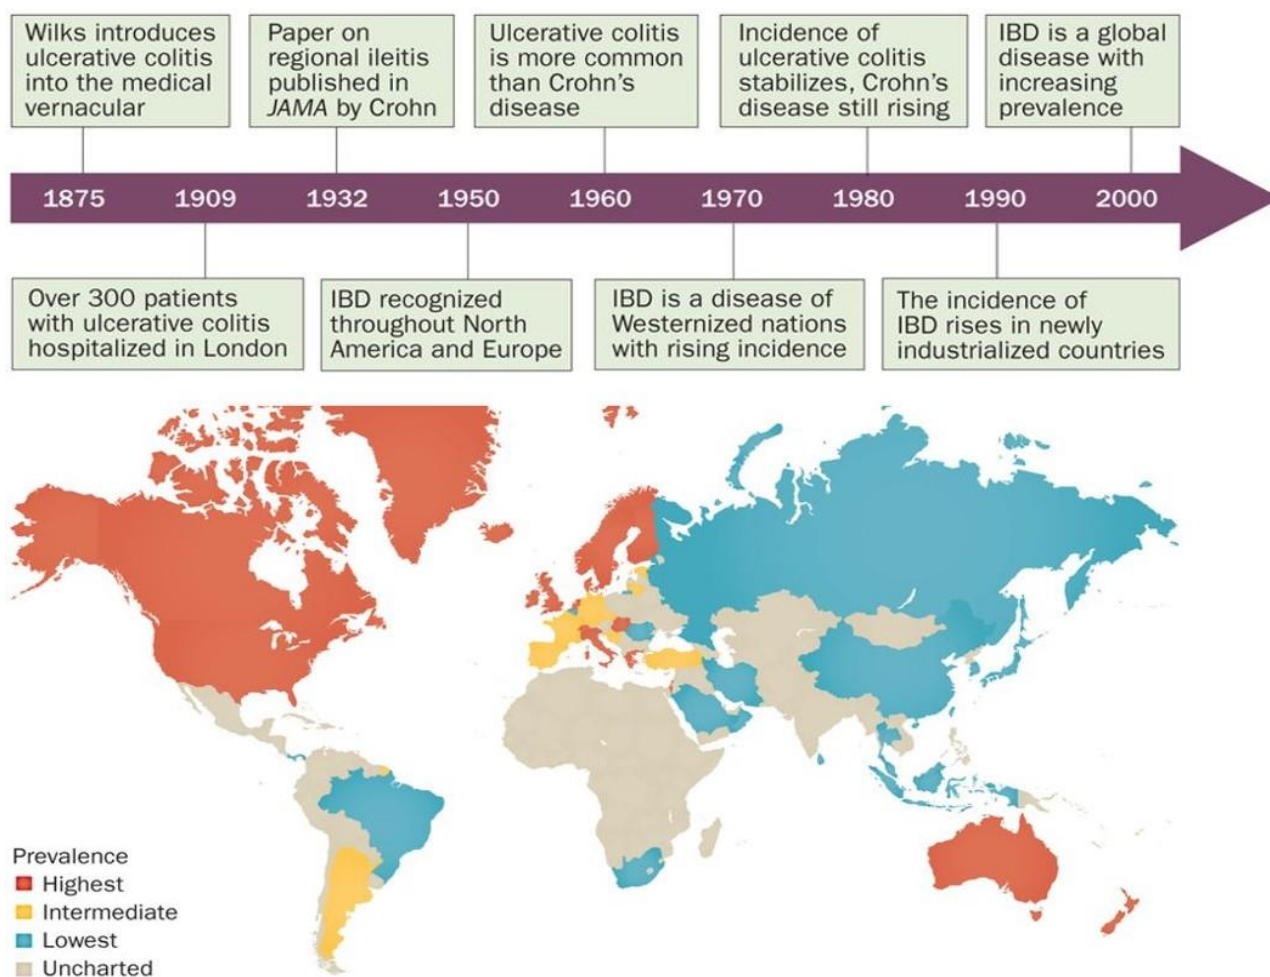 Wilks introduces
ulcerative colitis
into the medical
vernacular
Paper on
regional ileitis
published in
JAMA by Crohn
Ulcerative colitis
is more common
than Crohn's
disease
Incidence of
ulcerative colitis
stabilizes, Crohn's
disease still rising
IBD is a global
disease with
increasing
prevalence
1875 1909 1932 1950 1960 1970 1980 1990 2000
Over 300 patients
with ulcerative colitis
hospitalized in London
IBD recognized
throughout North
America and Europe
IBD is a disease of
Westernized nations
with rising incidence
The incidence of
IBD rises in newly
industrialized countries
Prevalence
Highest
Intermediate
Lowest
Uncharted